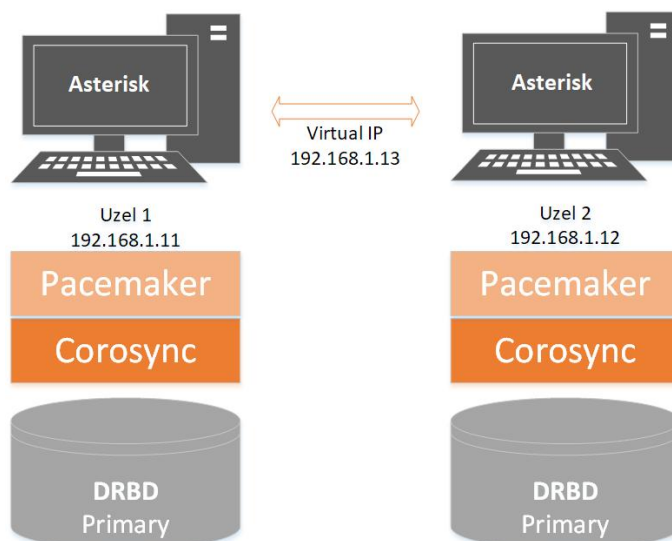 Asterisk
Asterisk
Virtual IP
192.168.1.13
Uzel 1
192.168.1.11
Uzel 2
192.168.1.12
Pacemaker
Pacemaker
Corosync
Corosync
DRBD
Primary
DRBD
Primary